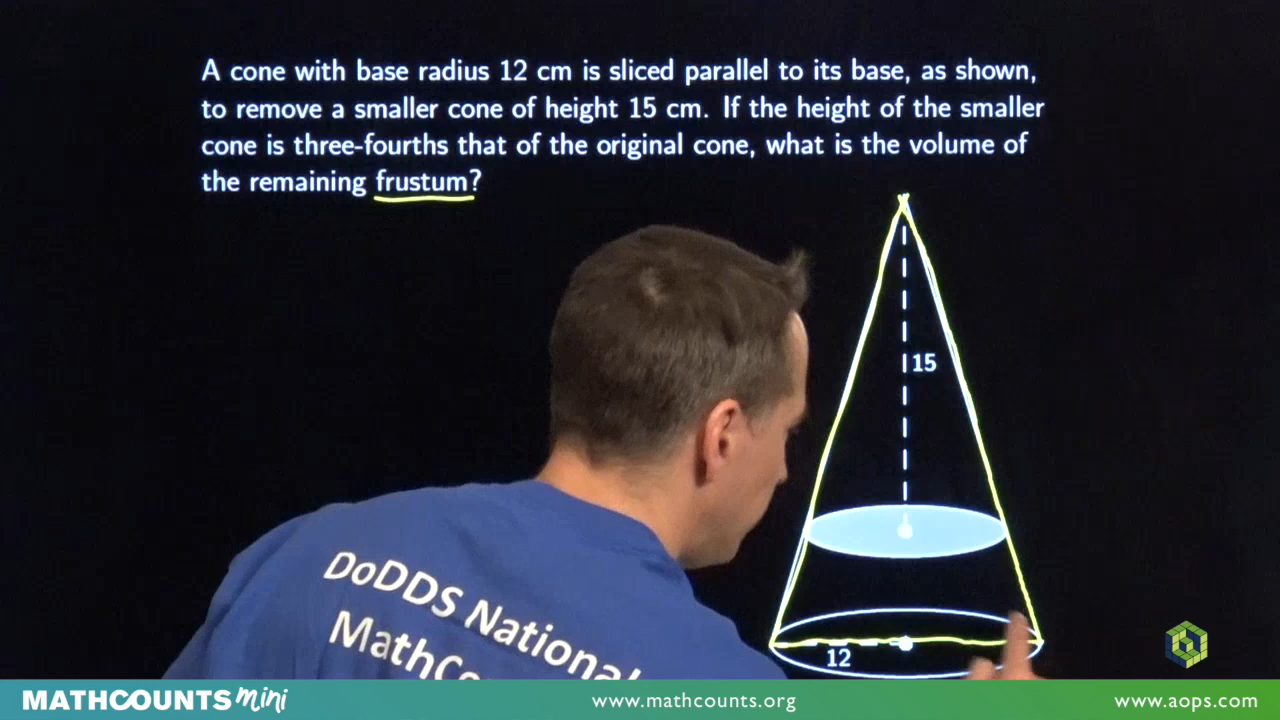 A cone with base radius 12 cm is sliced parallel to its base, as shown,
to remove a smaller cone of height 15 cm. If the height of the smaller
cone is three-fourths that of the original cone, what is the volume of
the remaining frustum?
15
12
DoDDS National
MATHCOUNTS mini
www.mathcounts.org
www.aops.com